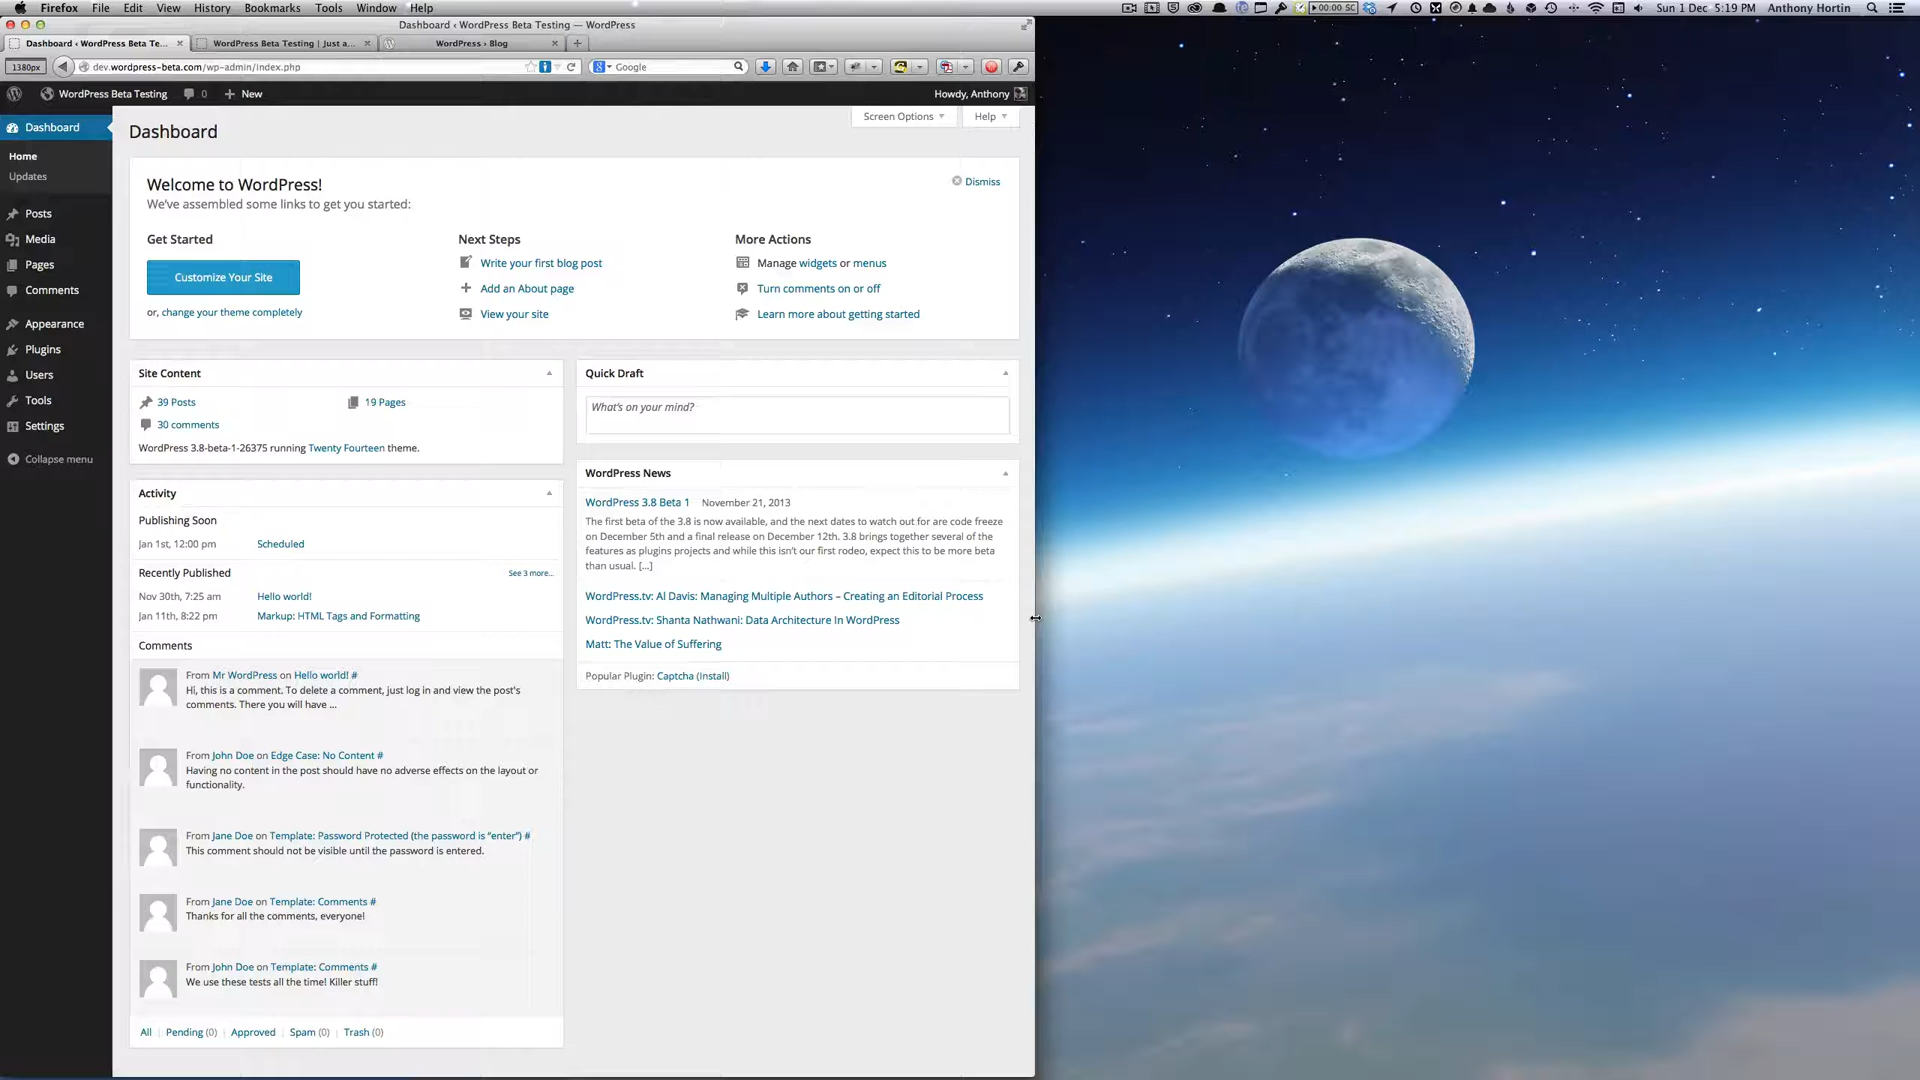 Firefox File Edit View History Bookmarks Tools Window Help
00:00 SC Sun 1 Dec 5:19 PM Anthony Hortin
Dashboard ‹ WordPress Beta Testing — WordPress
Dashboard ‹ WordPress Beta Te... WordPress Beta Testing | Just a... WordPress › Blog
1380px dev.wordpress-beta.com/wp-admin/index.php Google
WordPress Beta Testing 0 New Howdy, Anthony
Dashboard
Home
Updates
Posts
Media
Pages
Comments
Appearance
Plugins
Users
Tools
Settings
Collapse menu
Screen Options Help
Dashboard
Welcome to WordPress!
Dismiss
We've assembled some links to get you started:
Get Started
Customize Your Site
or, change your theme completely
Next Steps
Write your first blog post
Add an About page
View your site
More Actions
Manage widgets or menus
Turn comments on or off
Learn more about getting started
Site Content
39 Posts 19 Pages
30 comments
WordPress 3.8-beta-1-26375 running Twenty Fourteen theme.
Activity
Publishing Soon
Jan 1st, 12:00 pm Scheduled
Recently Published See 3 more...
Nov 30th, 7:25 am Hello world!
Jan 11th, 8:22 pm Markup: HTML Tags and Formatting
Comments
From Mr WordPress on Hello world! #
Hi, this is a comment. To delete a comment, just log in and view the post's
comments. There you will have ...
From John Doe on Edge Case: No Content #
Having no content in the post should have no adverse effects on the layout or
functionality.
From Jane Doe on Template: Password Protected (the password is “enter”) #
This comment should not be visible until the password is entered.
From Jane Doe on Template: Comments #
Thanks for all the comments, everyone!
From John Doe on Template: Comments #
We use these tests all the time! Killer stuff!
All | Pending (0) | Approved | Spam (0) | Trash (0)
Quick Draft
What's on your mind?
WordPress News
WordPress 3.8 Beta 1 November 21, 2013
The first beta of the 3.8 is now available, and the next dates to watch out for are code freeze
on December 5th and a final release on December 12th. 3.8 brings together several of the
features as plugins projects and while this isn't our first rodeo, expect this to be more beta
than usual. [...]
WordPress.tv: Al Davis: Managing Multiple Authors – Creating an Editorial Process
WordPress.tv: Shanta Nathwani: Data Architecture In WordPress
Matt: The Value of Suffering
Popular Plugin: Captcha (Install)